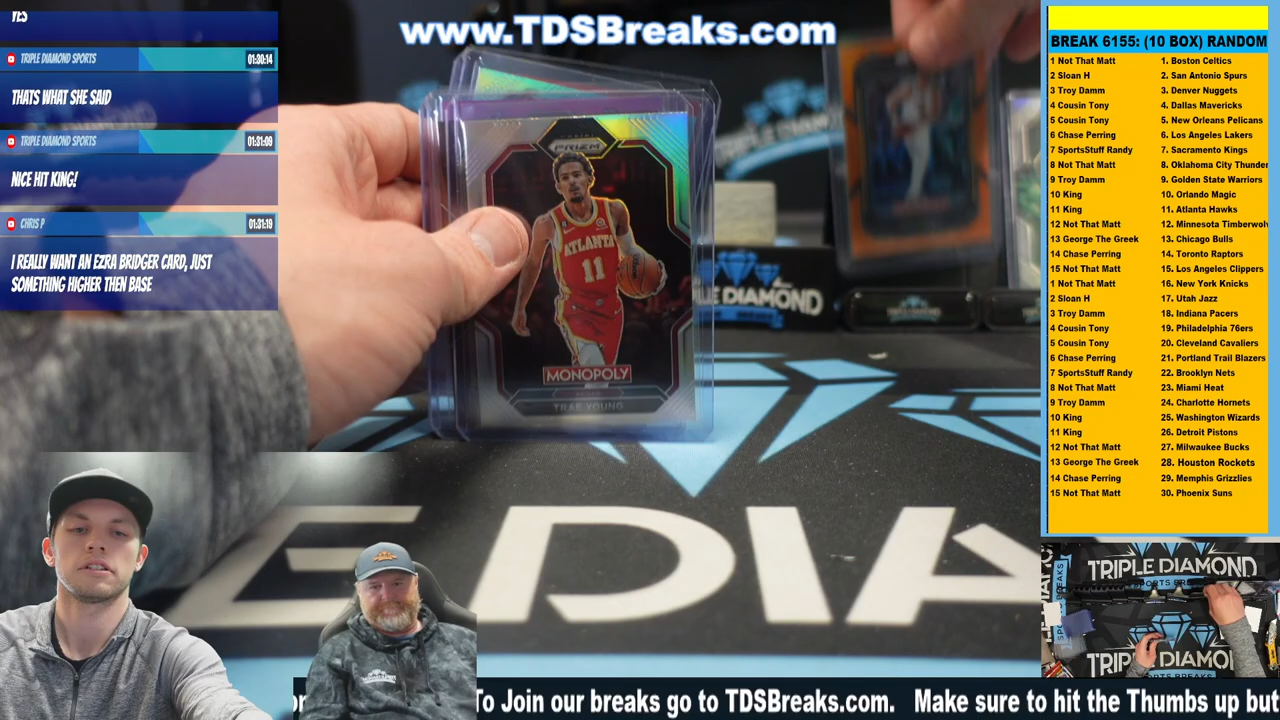 YES
TRIPLE DIAMOND SPORTS 01:30:14
THATS WHAT SHE SAID
TRIPLE DIAMOND SPORTS 01:31:09
NICE HIT KING!
CHRIS P 01:31:19
I REALLY WANT AN EZRA BRIDGER CARD, JUST
SOMETHING HIGHER THEN BASE
www.TDSBreaks.com
PRIZM
ATLANTA
11
MONOPOLY
TRAE YOUNG
PLE DIAMOND
E DIA
BREAK 6155: (10 BOX) RANDOM
1 Not That Matt 1. Boston Celtics
2 Sloan H 2. San Antonio Spurs
3 Troy Damm 3. Denver Nuggets
4 Cousin Tony 4. Dallas Mavericks
5 Cousin Tony 5. New Orleans Pelicans
6 Chase Perring 6. Los Angeles Lakers
7 SportsStuff Randy 7. Sacramento Kings
8 Not That Matt 8. Oklahoma City Thunder
9 Troy Damm 9. Golden State Warriors
10 King 10. Orlando Magic
11 King 11. Atlanta Hawks
12 Not That Matt 12. Minnesota Timberwolv
13 George The Greek 13. Chicago Bulls
14 Chase Perring 14. Toronto Raptors
15 Not That Matt 15. Los Angeles Clippers
1 Not That Matt 16. New York Knicks
2 Sloan H 17. Utah Jazz
3 Troy Damm 18. Indiana Pacers
4 Cousin Tony 19. Philadelphia 76ers
5 Cousin Tony 20. Cleveland Cavaliers
6 Chase Perring 21. Portland Trail Blazers
7 SportsStuff Randy 22. Brooklyn Nets
8 Not That Matt 23. Miami Heat
9 Troy Damm 24. Charlotte Hornets
10 King 25. Washington Wizards
11 King 26. Detroit Pistons
12 Not That Matt 27. Milwaukee Bucks
13 George The Greek 28. Houston Rockets
14 Chase Perring 29. Memphis Grizzlies
15 Not That Matt 30. Phoenix Suns
TRIPLE DIAMOND
SPORTS BREAKS
TRIPLE DIAMON
To Join our breaks go to TDSBreaks.com. Make sure to hit the Thumbs up but